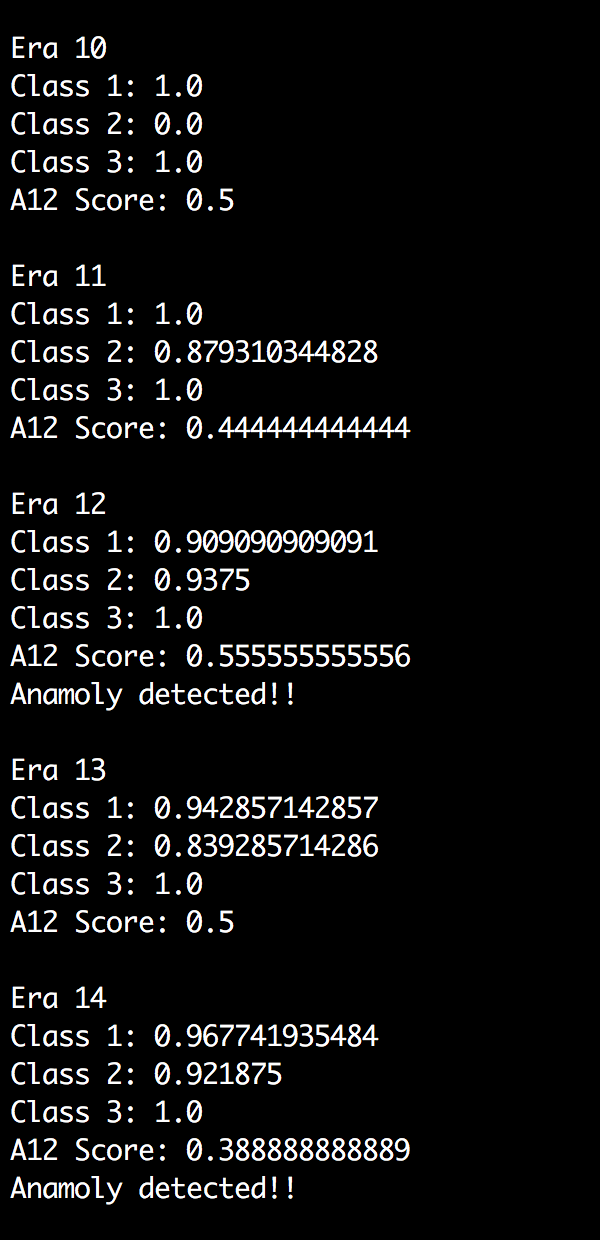 Era 10
Class 1: 1.0
Class 2: 0.0
Class 3: 1.0
A12 Score: 0.5
Era 11
Class 1: 1.0
Class 2: 0.879310344828
Class 3: 1.0
A12 Score: 0.444444444444
Era 12
Class 1: 0.909090909091
Class 2: 0.9375
Class 3: 1.0
A12 Score: 0.555555555556
Anamoly detected!!
Era 13
Class 1: 0.942857142857
Class 2: 0.839285714286
Class 3: 1.0
A12 Score: 0.5
Era 14
Class 1: 0.967741935484
Class 2: 0.921875
Class 3: 1.0
A12 Score: 0.388888888889
Anamoly detected!!